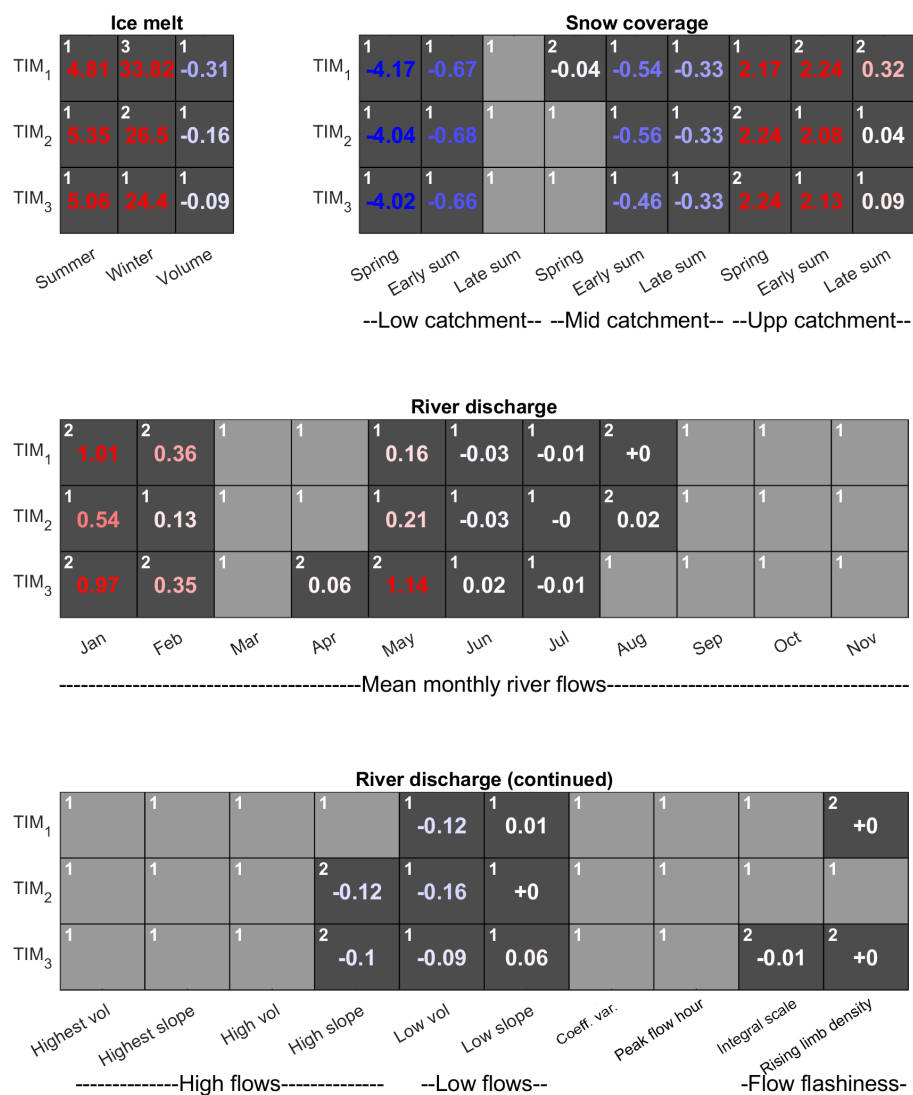 Ice melt
Snow coverage
TIM1 1 4.81 3 33.82 1 -0.31
TIM2 1 5.35 2 26.5 1 -0.16
TIM3 1 5.06 1 24.4 1 -0.09
Summer Winter Volume
TIM1 1 -4.17 1 -0.67 1 2 -0.04 1 -0.54 1 -0.33 1 2.17 2 2.24 2 0.32
TIM2 1 -4.04 1 -0.68 1 1 1 -0.56 1 -0.33 2 2.24 1 2.08 1 0.04
TIM3 1 -4.02 1 -0.66 1 1 1 -0.46 1 -0.33 2 2.24 1 2.13 1 0.09
Spring Early sum Late sum Spring Early sum Late sum Spring Early sum Late sum
--Low catchment-- --Mid catchment-- --Upp catchment--
River discharge
TIM1 2 1.01 2 0.36 1 1 1 0.16 1 -0.03 1 -0.01 2 +0 1 1 1
TIM2 1 0.54 1 0.13 1 1 1 0.21 1 -0.03 1 -0 2 0.02 1 1 1
TIM3 2 0.97 2 0.35 1 2 0.06 2 1.14 1 0.02 1 -0.01 1 1 1 1
Jan Feb Mar Apr May Jun Jul Aug Sep Oct Nov
------------------------------------Mean monthly river flows------------------------------------
River discharge (continued)
TIM1 1 1 1 1 1 -0.12 1 0.01 1 1 1 2 +0
TIM2 1 1 1 2 -0.12 1 -0.16 1 +0 1 1 1 1
TIM3 1 1 1 2 -0.1 1 -0.09 1 0.06 1 1 2 -0.01 2 +0
Highest vol Highest slope High vol High slope Low vol Low slope Coeff. var. Peak flow hour Integral scale Rising limb density
--------------High flows-------------- --Low flows-- -Flow flashiness-